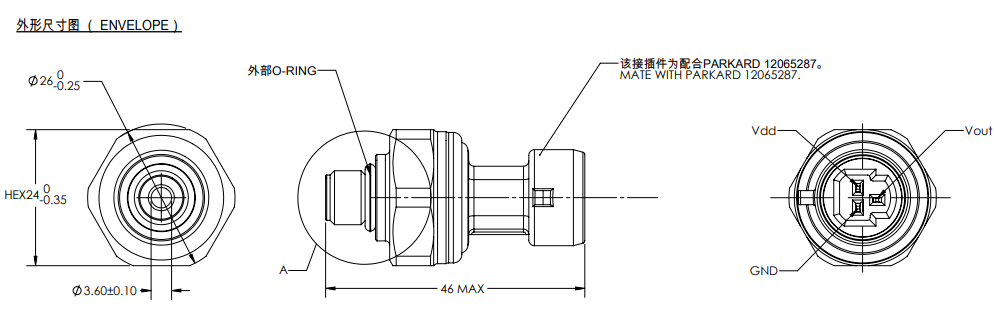 外形尺寸图（ ENVELOPE ）
外部O-RING
该接插件为配合PARKARD 12065287。
MATE WITH PARKARD 12065287.
Φ26 0 -0.25
Vdd
Vout
HEX24 0 -0.35
A
GND
Φ3.60±0.10
46 MAX